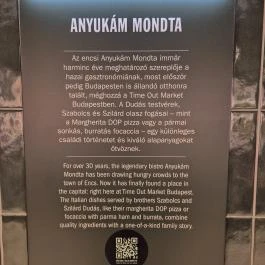 ANYUKÁM MONDTA
Az encsi Anyukám Mondta immár
harminc éve meghatározó szereplője a
hazai gasztronómiának, most először
pedig Budapesten is állandó otthonra
talált, méghozzá a Time Out Market
Budapestben. A Dudás testvérek,
Szabolcs és Szilárd olasz fogásai – mint
a Margherita DOP pizza vagy a pármai
sonkás, burratás focaccia – egy különleges
családi történetet és kiváló alapanyagokat
ötvöznek.
For over 30 years, the legendary bistro Anyukám
Mondta has been drawing hungry crowds to the
town of Encs. Now it has finally found a place in
the capital: right here at Time Out Market Budapest.
The Italian dishes served by brothers Szabolcs and
Szilárd Dudás, like their margherita DOP pizza or
focaccia with parma ham and burrata, combine
quality ingredients with a one-of-a-kind family story.